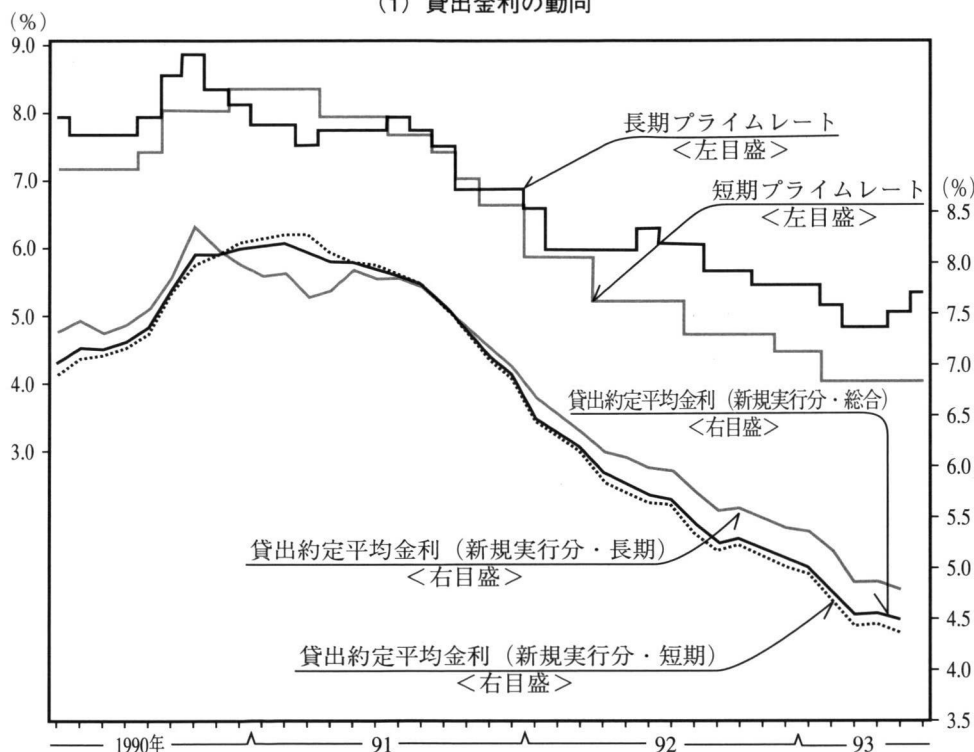 (1) 貸出金利の動向
(%)
9.0
8.0
7.0
6.0
5.0
4.0
3.0
長期プライムレート
<左目盛>
短期プライムレート
<左目盛>
(%)
8.5
8.0
7.5
7.0
6.5
6.0
5.5
5.0
4.5
4.0
3.5
貸出約定平均金利(新規実行分・総合)
<右目盛>
貸出約定平均金利(新規実行分・長期)
<右目盛>
貸出約定平均金利(新規実行分・短期)
<右目盛>
1990年 91 92 93